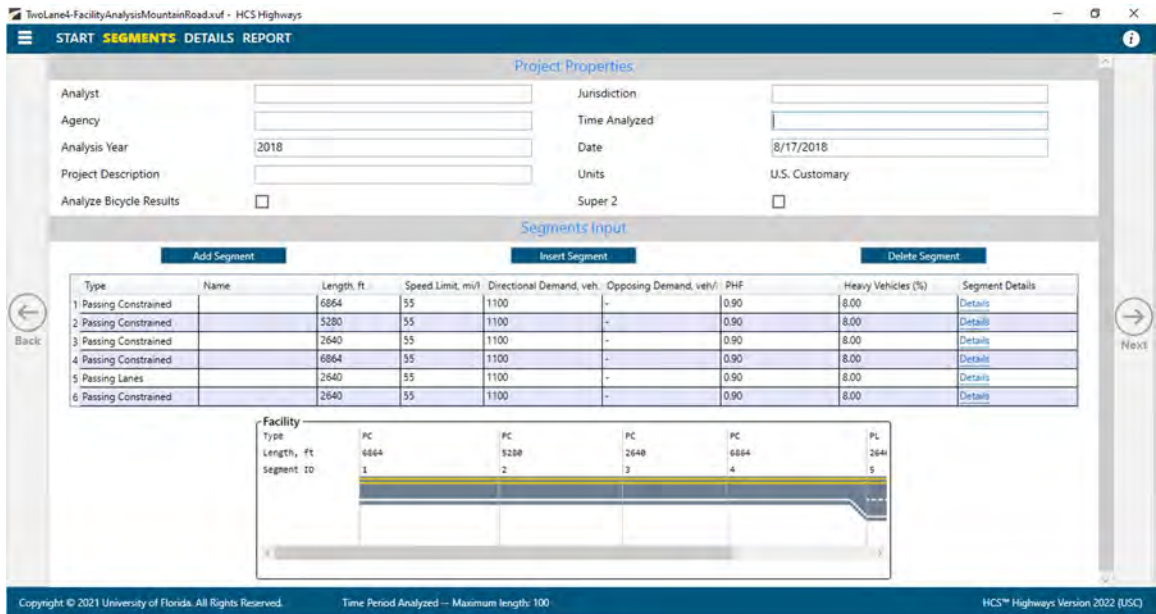 TwoLane4-FacilityAnalysisMountainRoad.xuf - HCS Highways
START SEGMENTS DETAILS REPORT
Project Properties
Analyst Jurisdiction
Agency Time Analyzed
Analysis Year 2018 Date 8/17/2018
Project Description Units U.S. Customary
Analyze Bicycle Results Super 2
Segments Input
Add Segment Insert Segment Delete Segment
Type Name Length, ft Speed Limit, mi/l Directional Demand, veh. Opposing Demand, veh/l PHF Heavy Vehicles (%) Segment Details
1 Passing Constrained 6864 55 1100 - 0.90 8.00 Details
2 Passing Constrained 5280 55 1100 - 0.90 8.00 Details
3 Passing Constrained 2640 55 1100 - 0.90 8.00 Details
4 Passing Constrained 6864 55 1100 - 0.90 8.00 Details
5 Passing Lanes 2640 55 1100 - 0.90 8.00 Details
6 Passing Constrained 2640 55 1100 - 0.90 8.00 Details
Back Next
Facility
Type PC PC PC PC PL
Length, ft 6864 5280 2640 6864 264
Segment ID 1 2 3 4 5
Copyright © 2021 University of Florida. All Rights Reserved. Time Period Analyzed -- Maximum length: 100 HCS™ Highways Version 2022 (USC)